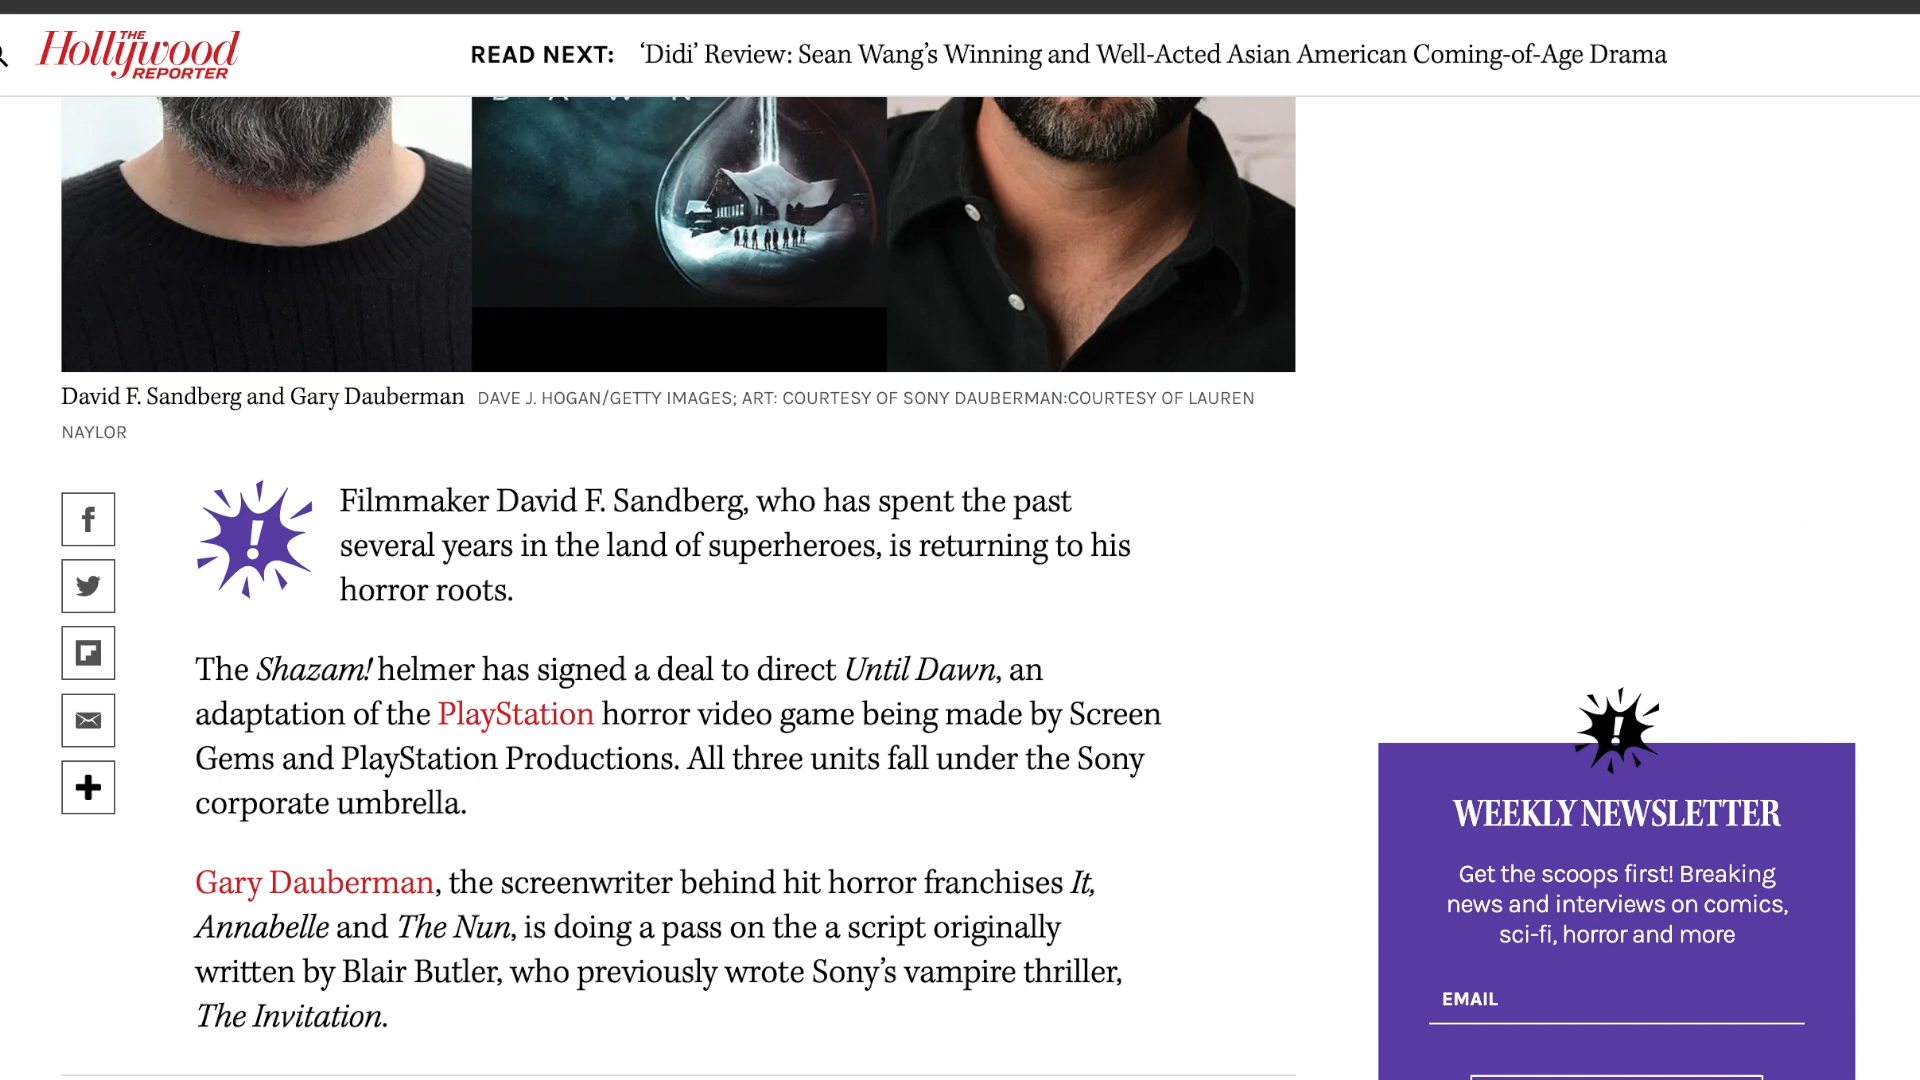 THE
Hollywood
REPORTER
READ NEXT: ‘Didi’ Review: Sean Wang’s Winning and Well-Acted Asian American Coming-of-Age Drama
David F. Sandberg and Gary Dauberman DAVE J. HOGAN/GETTY IMAGES; ART: COURTESY OF SONY DAUBERMAN:COURTESY OF LAUREN
NAYLOR
Filmmaker David F. Sandberg, who has spent the past
several years in the land of superheroes, is returning to his
horror roots.
The Shazam! helmer has signed a deal to direct Until Dawn, an
adaptation of the PlayStation horror video game being made by Screen
Gems and PlayStation Productions. All three units fall under the Sony
corporate umbrella.
Gary Dauberman, the screenwriter behind hit horror franchises It,
Annabelle and The Nun, is doing a pass on the a script originally
written by Blair Butler, who previously wrote Sony’s vampire thriller,
The Invitation.
WEEKLY NEWSLETTER
Get the scoops first! Breaking
news and interviews on comics,
sci-fi, horror and more
EMAIL